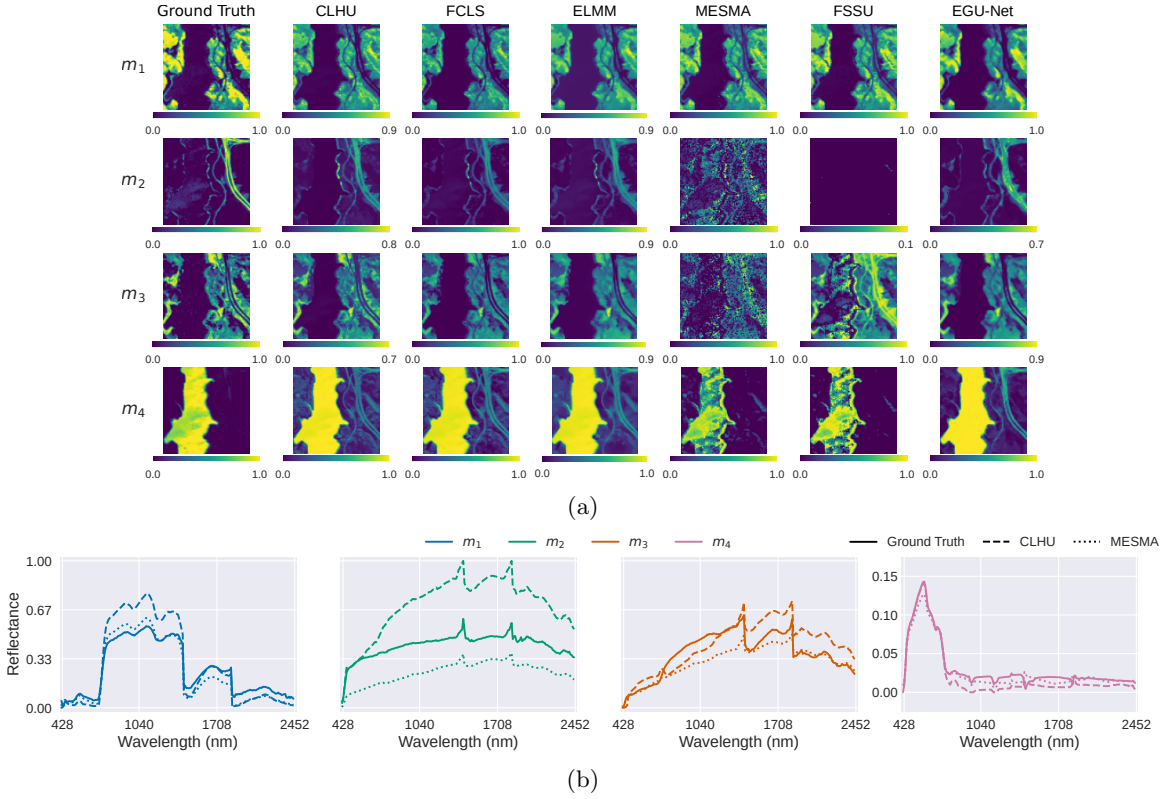 Ground Truth CLHU FCLS ELMM MESMA FSSU EGU-Net
m1
0.0 1.0 0.0 0.9 0.0 1.0 0.0 0.9 0.0 1.0 0.0 1.0 0.0 1.0
m2
0.0 1.0 0.0 0.8 0.0 1.0 0.0 0.9 0.0 1.0 0.0 0.1 0.0 0.7
m3
0.0 1.0 0.0 0.7 0.0 1.0 0.0 0.9 0.0 1.0 0.0 1.0 0.0 0.9
m4
0.0 1.0 0.0 1.0 0.0 1.0 0.0 1.0 0.0 1.0 0.0 1.0 0.0 1.0
(a)
m1 m2 m3 m4 Ground Truth CLHU MESMA
Reflectance
1.00
0.67
0.33
0.00
0.15
0.10
0.05
0.00
428 1040 1708 2452 428 1040 1708 2452 428 1040 1708 2452 428 1040 1708 2452
Wavelength (nm) Wavelength (nm) Wavelength (nm) Wavelength (nm)
(b)